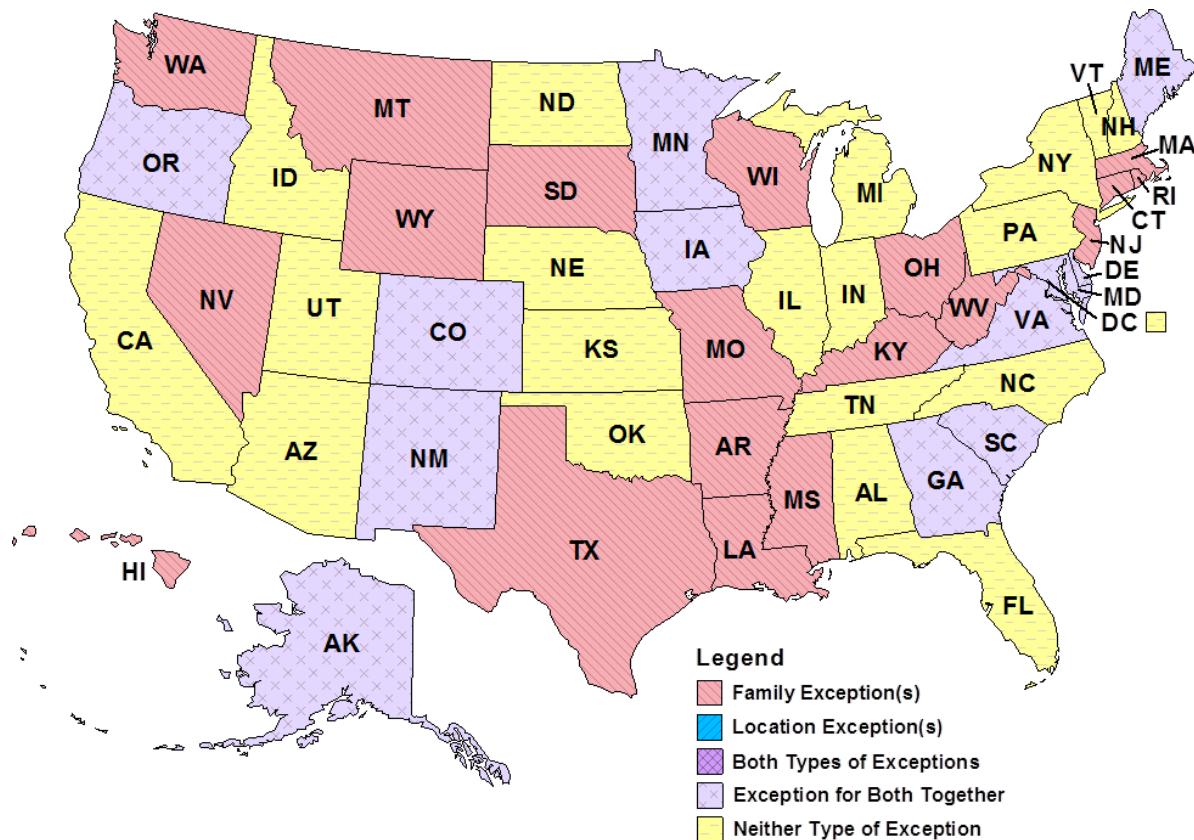 WA
MT
ND
MN
VT
ME
NH
OR
ID
WY
SD
WI
MI
NY
MA
RI
CT
NV
UT
CO
NE
IA
IL
IN
OH
PA
NJ
DE
MD
DC
WV
VA
CA
KS
MO
KY
AZ
NM
OK
AR
TN
NC
SC
TX
LA
MS
AL
GA
FL
HI
AK
Legend
Family Exception(s)
Location Exception(s)
Both Types of Exceptions
Exception for Both Together
Neither Type of Exception